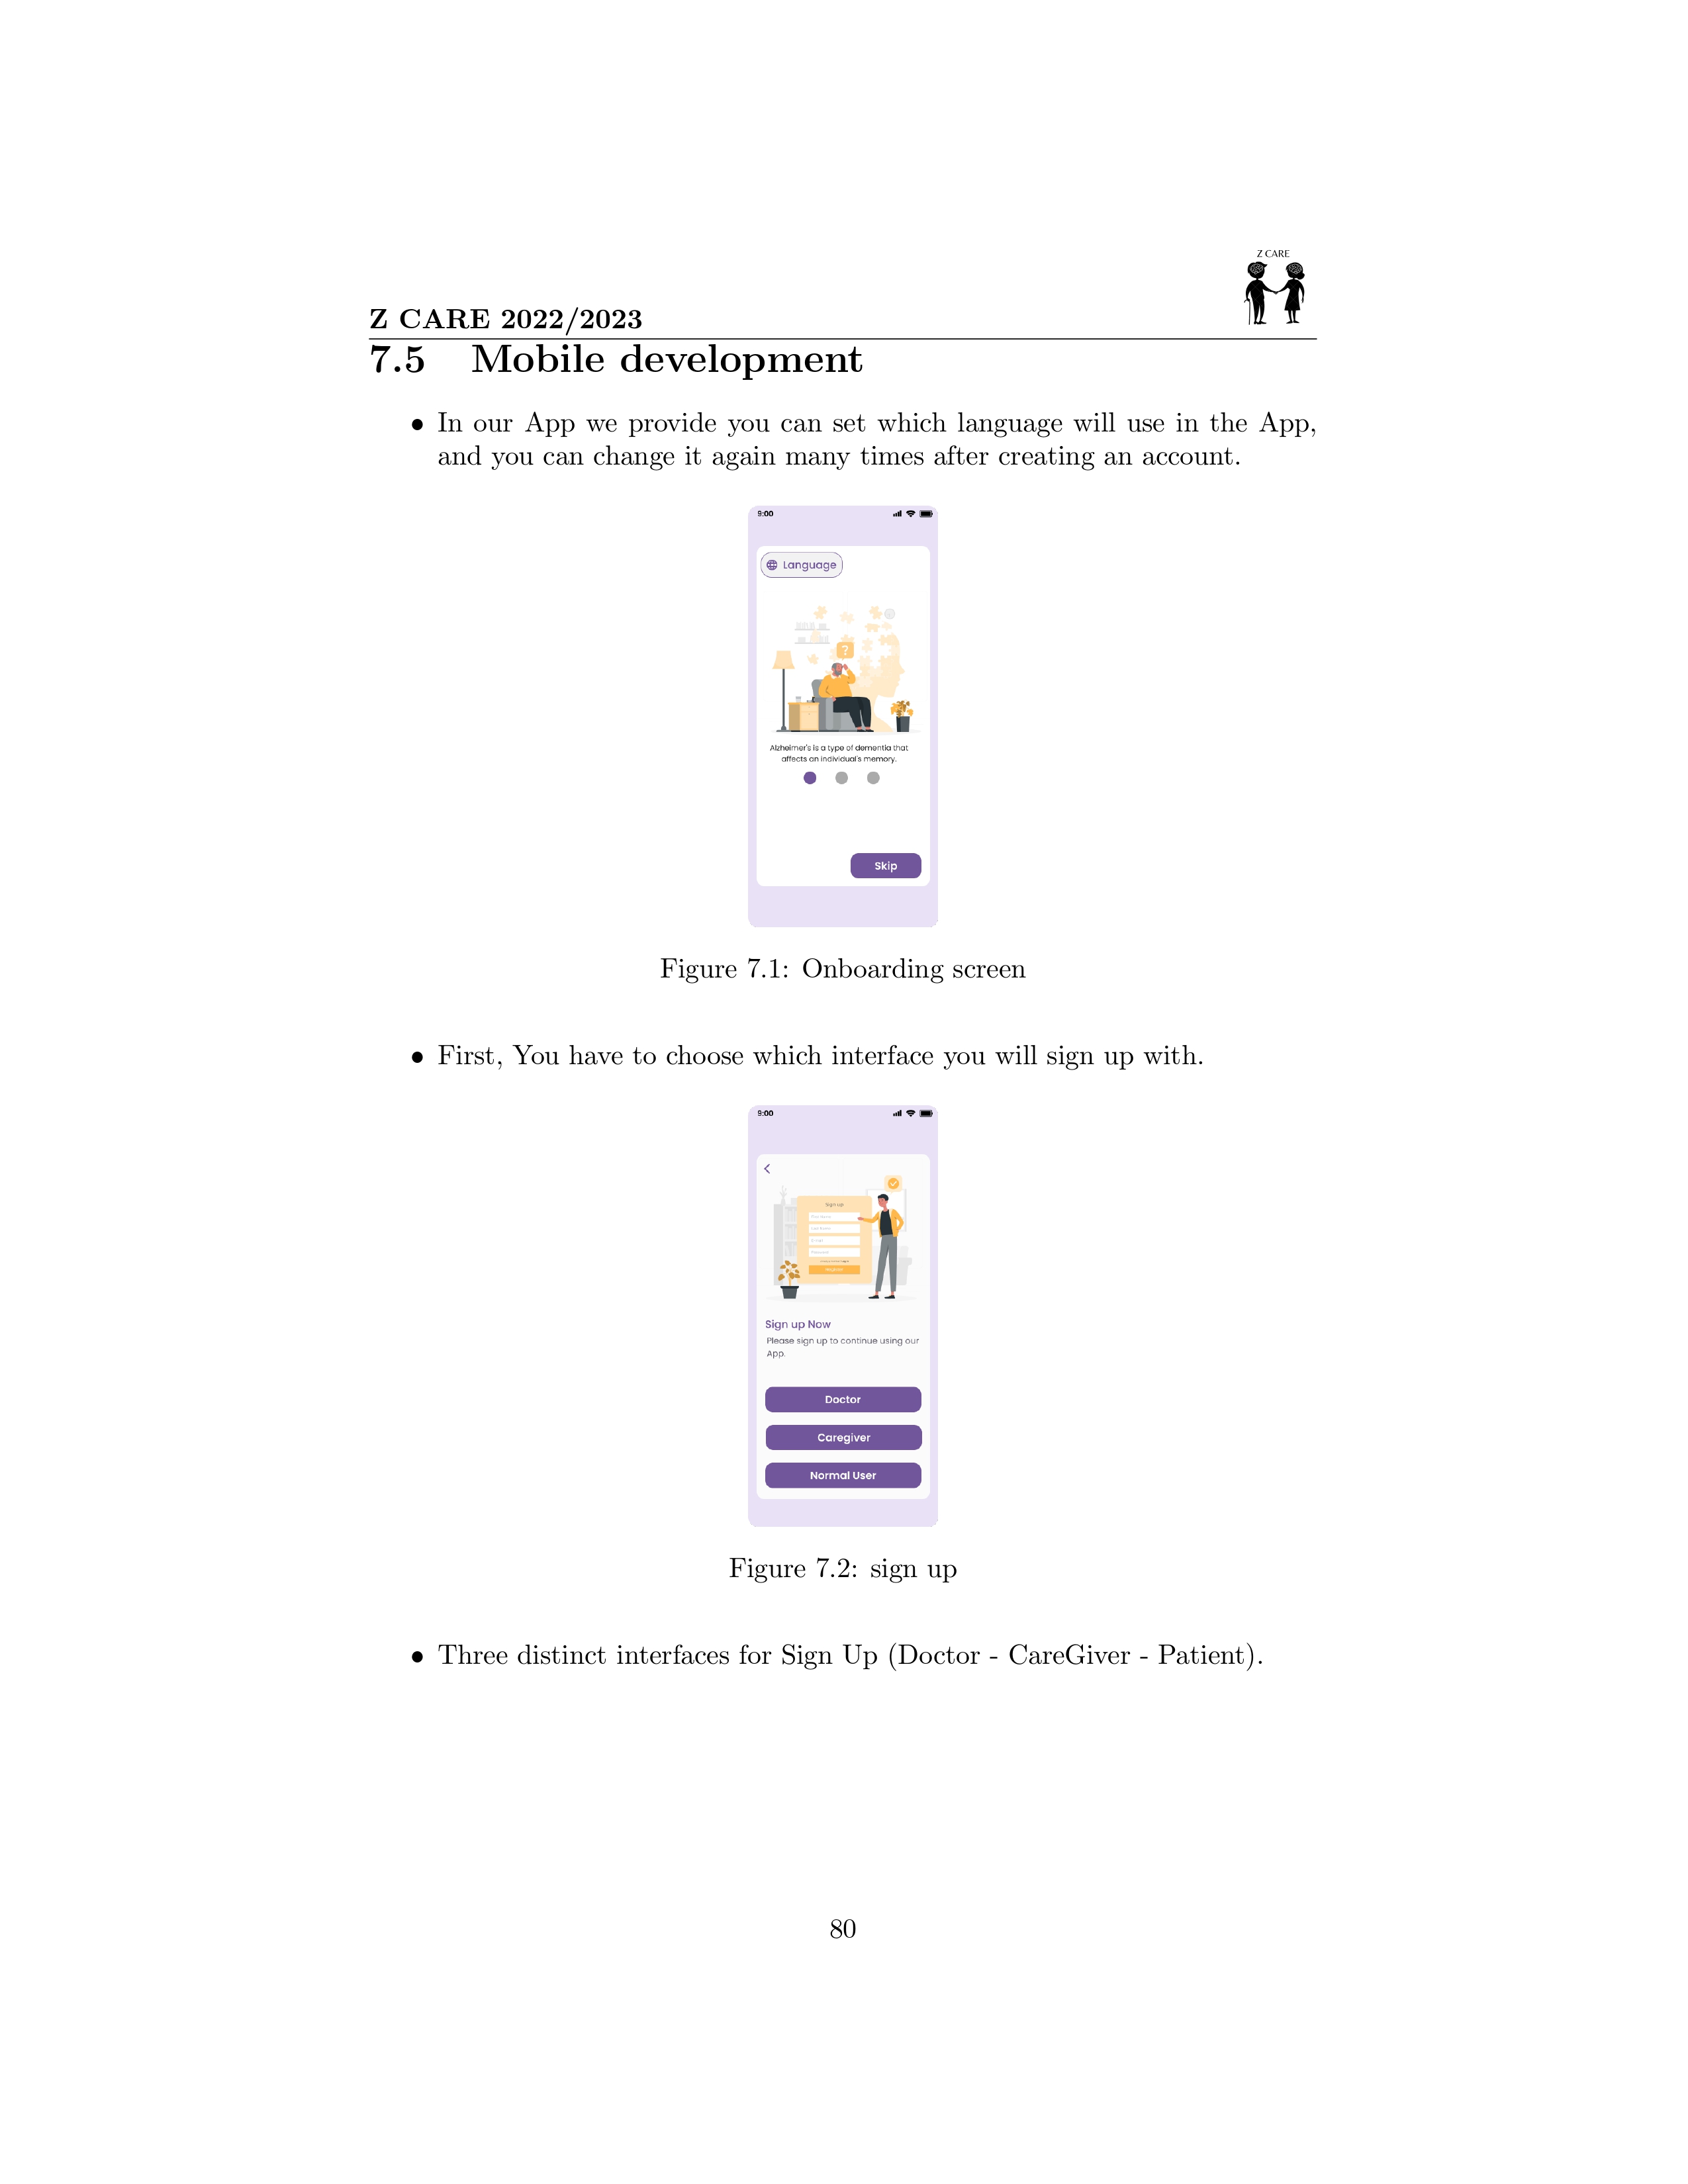 Z CARE
Z CARE 2022/2023
7.5 Mobile development
• In our App we provide you can set which language will use in the App,
and you can change it again many times after creating an account.
9:00
Language
?
Alzheimer's is a type of dementia that
affects an individual's memory.
Skip
Figure 7.1: Onboarding screen
• First, You have to choose which interface you will sign up with.
9:00
Sign up
Sign up Now
Please sign up to continue using our
App.
Doctor
Caregiver
Normal User
Figure 7.2: sign up
• Three distinct interfaces for Sign Up (Doctor - CareGiver - Patient).
80